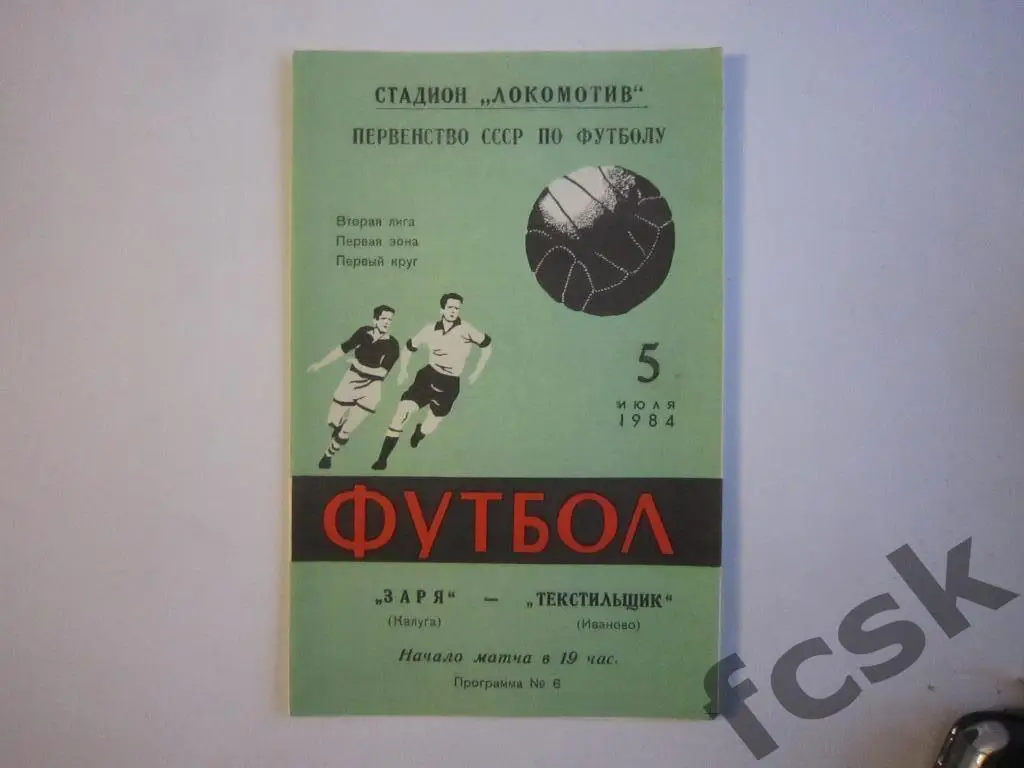 СТАДИОН „ЛОКОМОТИВ“
ПЕРВЕНСТВО СССР ПО ФУТБОЛУ
Вторая лига
Первая зона
Первый круг
5
ИЮЛЯ
1984
ФУТБОЛ
„ЗАРЯ“ — „ТЕКСТИЛЬЩИК“
(Калуга) (Иваново)
Начало матча в 19 час.
Программа № 6
fcsk